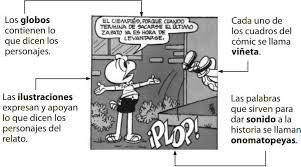 Los globos
contienen lo
que dicen los
personajes.
EL CIEMPIÉS, PORQUE CUANDO
TERMINA DE SACARSE EL ÚLTIMO
ZAPATO YA ES HORA DE
LEVANTARSE.
Cada uno de
los cuadros del
cómic se llama
viñeta.
Las ilustraciones
expresan y apoyan
lo que dicen los
personajes del
relato.
¡PLOP!
Las palabras
que sirven para
dar sonido a la
historia se llaman
onomatopeyas.